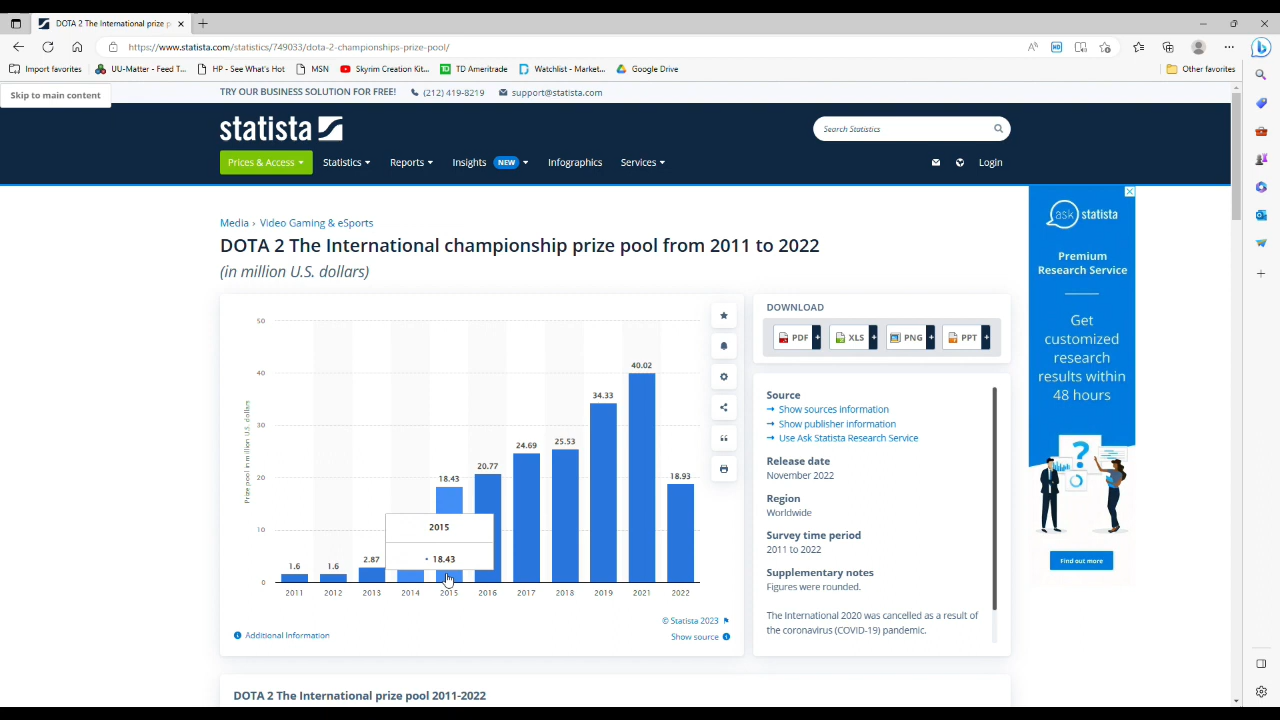 DOTA 2 The International prize p
https://www.statista.com/statistics/749033/dota-2-championships-prize-pool/
Import favorites
UU-Matter - Feed T...
HP - See What's Hot
MSN
Skyrim Creation Kit...
TD Ameritrade
Watchlist - Market...
Google Drive
Other favorites
Skip to main content
TRY OUR BUSINESS SOLUTION FOR FREE!
(212) 419-8219
support@statista.com
statista
Search Statistics
Prices & Access
Statistics
Reports
Insights NEW
Infographics
Services
Login
Media › Video Gaming & eSports
DOTA 2 The International championship prize pool from 2011 to 2022
(in million U.S. dollars)
Prize pool in million U.S. dollars
50
40
30
20
10
0
1.6
1.6
2.87
18.43
20.77
24.69
25.53
34.33
40.02
18.93
2015
• 18.43
2011
2012
2013
2014
2015
2016
2017
2018
2019
2021
2022
Additional Information
© Statista 2023
Show source
DOWNLOAD
PDF +
XLS +
PNG +
PPT +
Source
→ Show sources information
→ Show publisher information
→ Use Ask Statista Research Service
Release date
November 2022
Region
Worldwide
Survey time period
2011 to 2022
Supplementary notes
Figures were rounded.
The International 2020 was cancelled as a result of
the coronavirus (COVID-19) pandemic.
ask statista
Premium
Research Service
Get
customized
research
results within
48 hours
?
Find out more
DOTA 2 The International prize pool 2011-2022